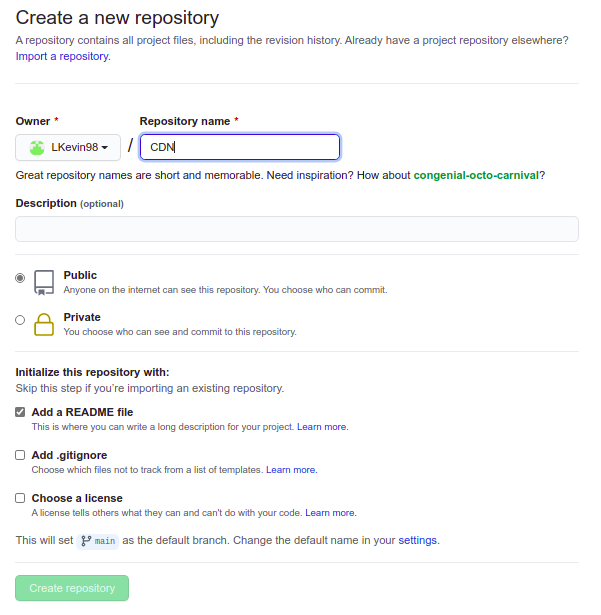 Create a new repository
A repository contains all project files, including the revision history. Already have a project repository elsewhere?
Import a repository.
Owner * Repository name *
LKevin98 / CDN
Great repository names are short and memorable. Need inspiration? How about congenial-octo-carnival?
Description (optional)
Public
Anyone on the internet can see this repository. You choose who can commit.
Private
You choose who can see and commit to this repository.
Initialize this repository with:
Skip this step if you're importing an existing repository.
Add a README file
This is where you can write a long description for your project. Learn more.
Add .gitignore
Choose which files not to track from a list of templates. Learn more.
Choose a license
A license tells others what they can and can't do with your code. Learn more.
This will set main as the default branch. Change the default name in your settings.
Create repository